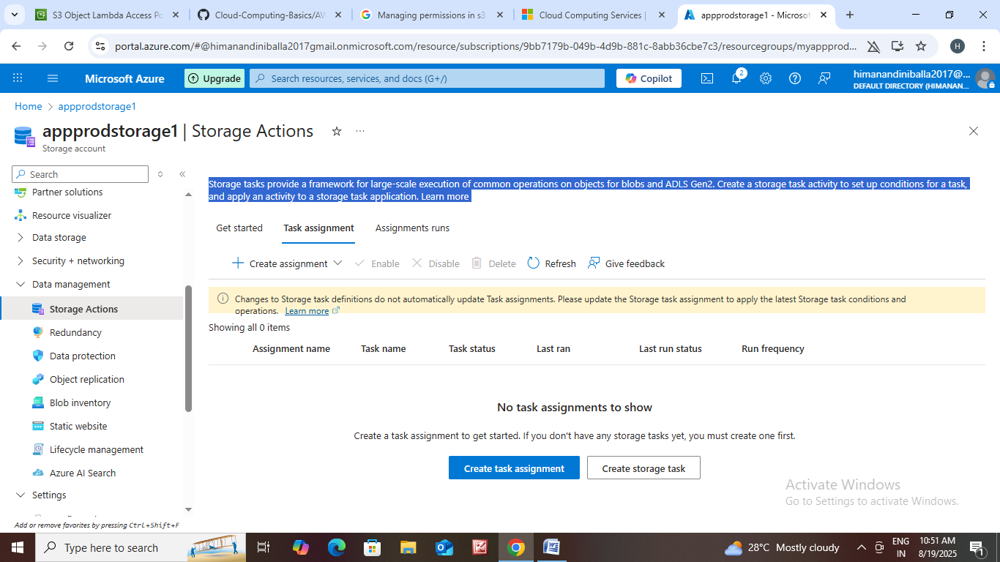 S3 Object Lambda Access Po
Cloud-Computing-Basics/AW
Managing permissions in s3
Cloud Computing Services |
appprodstorage1 - Microsof
portal.azure.com/#@himanandiniballa2017gmail.onmicrosoft.com/resource/subscriptions/9bb7179b-049b-4d9b-881c-8abb36cbe7c3/resourcegroups/myappprod...
H
Microsoft Azure
Upgrade
Search resources, services, and docs (G+/)
Copilot
2
himanandiniballa2017@...
DEFAULT DIRECTORY (HIMANAN...
Home > appprodstorage1
appprodstorage1 | Storage Actions
Storage account
Search
Partner solutions
Resource visualizer
Data storage
Security + networking
Data management
Storage Actions
Redundancy
Data protection
Object replication
Blob inventory
Static website
Lifecycle management
Azure AI Search
Settings
Add or remove favorites by pressing Ctrl+Shift+F
Storage tasks provide a framework for large-scale execution of common operations on objects for blobs and ADLS Gen2. Create a storage task activity to set up conditions for a task,
and apply an activity to a storage task application. Learn more
Get started
Task assignment
Assignments runs
Create assignment
Enable
Disable
Delete
Refresh
Give feedback
Changes to Storage task definitions do not automatically update Task assignments. Please update the Storage task assignment to apply the latest Storage task conditions and
operations. Learn more
Showing all 0 items
Assignment name
Task name
Task status
Last ran
Last run status
Run frequency
No task assignments to show
Create a task assignment to get started. If you don't have any storage tasks yet, you must create one first.
Create task assignment
Create storage task
Activate Windows
Go to Settings to activate Windows.
Type here to search
28°C Mostly cloudy
ENG
IN
10:51 AM
8/19/2025
1